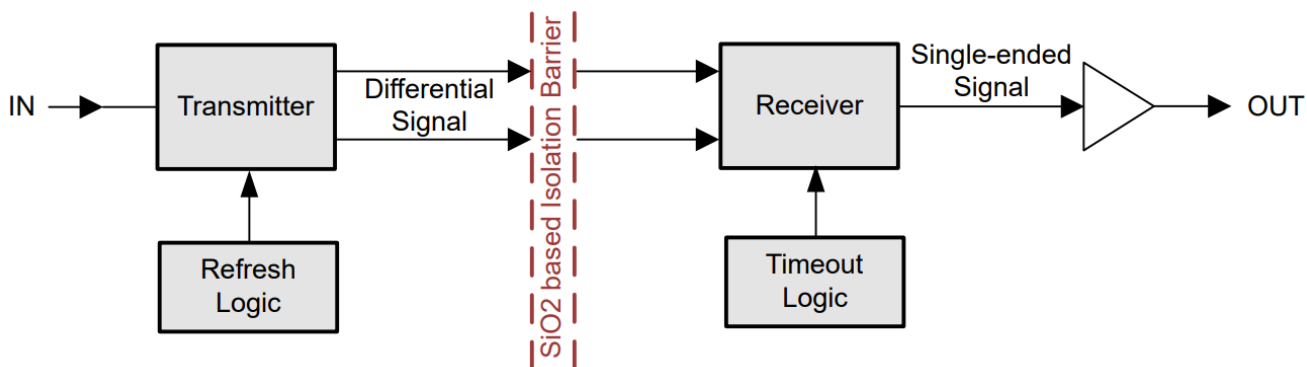 IN
Transmitter
Differential
Signal
SiO2 based Isolation Barrier
Receiver
Single-ended
Signal
OUT
Refresh
Logic
Timeout
Logic